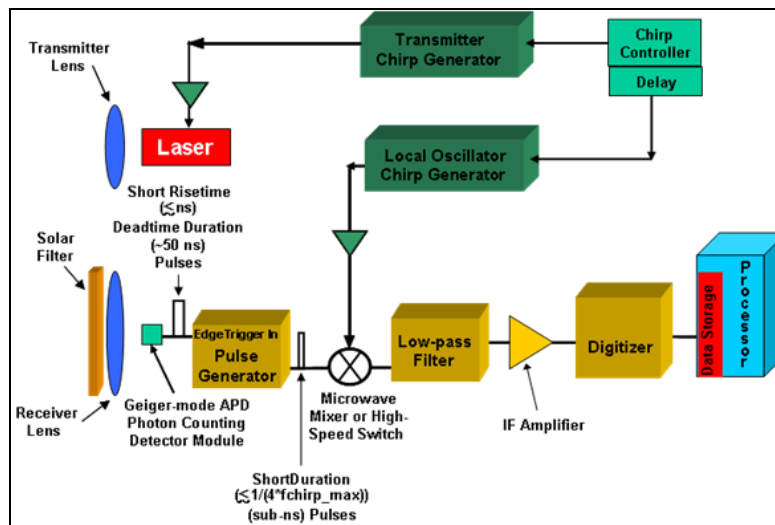 Transmitter
Lens
Transmitter
Chirp Generator
Chirp
Controller
Delay
Laser
Local Oscillator
Chirp Generator
Short Risetime
(≲ns)
Deadtime Duration
(~50 ns)
Pulses
Solar
Filter
EdgeTrigger In
Pulse
Generator
Low-pass
Filter
Digitizer
Data Storage
Processor
Receiver
Lens
Geiger-mode APD
Photon Counting
Detector Module
Microwave
Mixer or High-
Speed Switch
IF Amplifier
ShortDuration
(≲1/(4*fchirp_max))
(sub-ns) Pulses